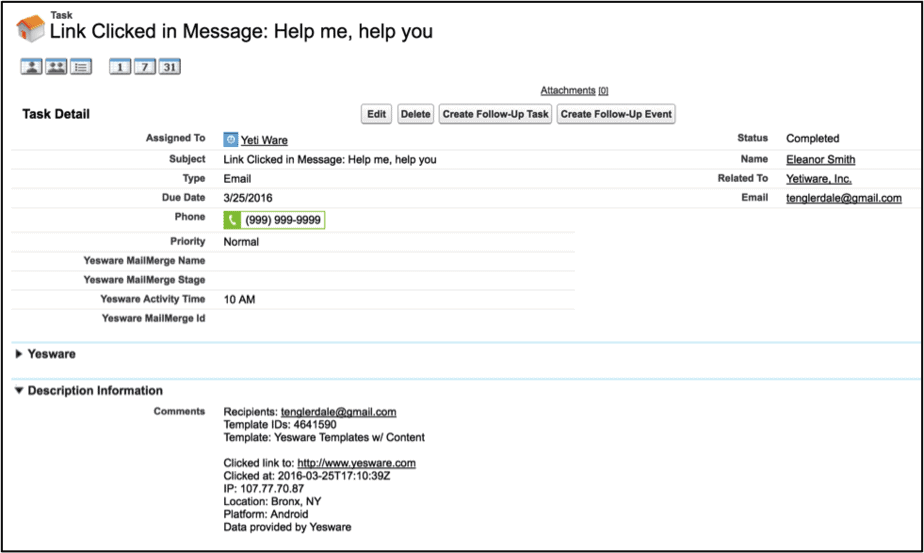 Task
Link Clicked in Message: Help me, help you
1 7 31
Attachments [0]
Task Detail
Edit Delete Create Follow-Up Task Create Follow-Up Event
Assigned To Yeti Ware Status Completed
Subject Link Clicked in Message: Help me, help you Name Eleanor Smith
Type Email Related To Yetiware, Inc.
Due Date 3/25/2016 Email tenglerdale@gmail.com
Phone (999) 999-9999
Priority Normal
Yesware MailMerge Name
Yesware MailMerge Stage
Yesware Activity Time 10 AM
Yesware MailMerge Id
Yesware
Description Information
Comments Recipients: tenglerdale@gmail.com
Template IDs: 4641590
Template: Yesware Templates w/ Content
Clicked link to: http://www.yesware.com
Clicked at: 2016-03-25T17:10:39Z
IP: 107.77.70.87
Location: Bronx, NY
Platform: Android
Data provided by Yesware